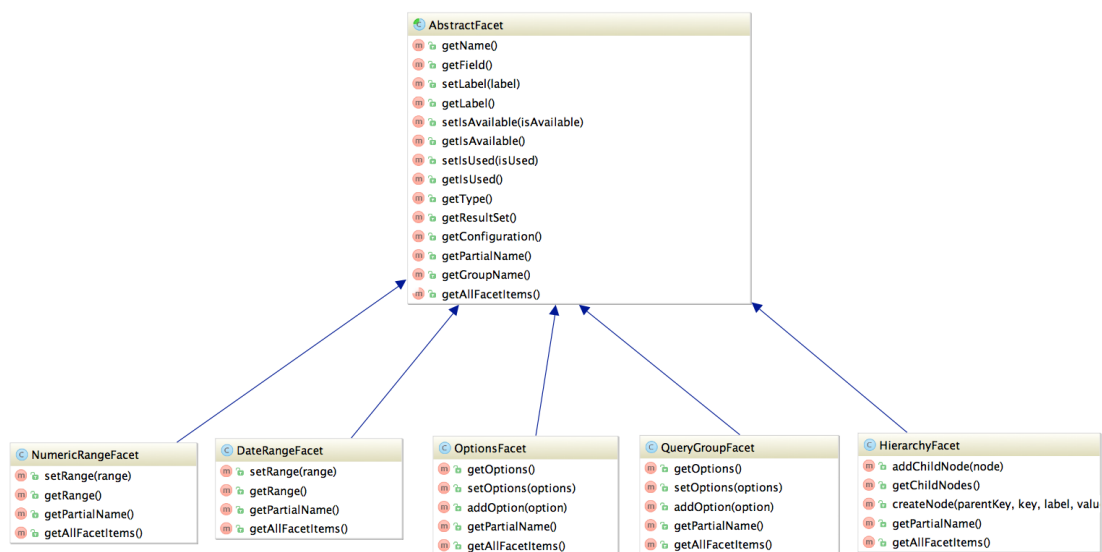 AbstractFacet
getName()
getField()
setLabel(label)
getLabel()
setIsAvailable(isAvailable)
getIsAvailable()
setIsUsed(isUsed)
getIsUsed()
getType()
getResultSet()
getConfiguration()
getPartialName()
getGroupName()
getAllFacetItems()
NumericRangeFacet
setRange(range)
getRange()
getPartialName()
getAllFacetItems()
DateRangeFacet
setRange(range)
getRange()
getPartialName()
getAllFacetItems()
OptionsFacet
getOptions()
setOptions(options)
addOption(option)
getPartialName()
getAllFacetItems()
QueryGroupFacet
getOptions()
setOptions(options)
addOption(option)
getPartialName()
getAllFacetItems()
HierarchyFacet
addChildNode(node)
getChildNodes()
createNode(parentKey, key, label, valu
getPartialName()
getAllFacetItems()